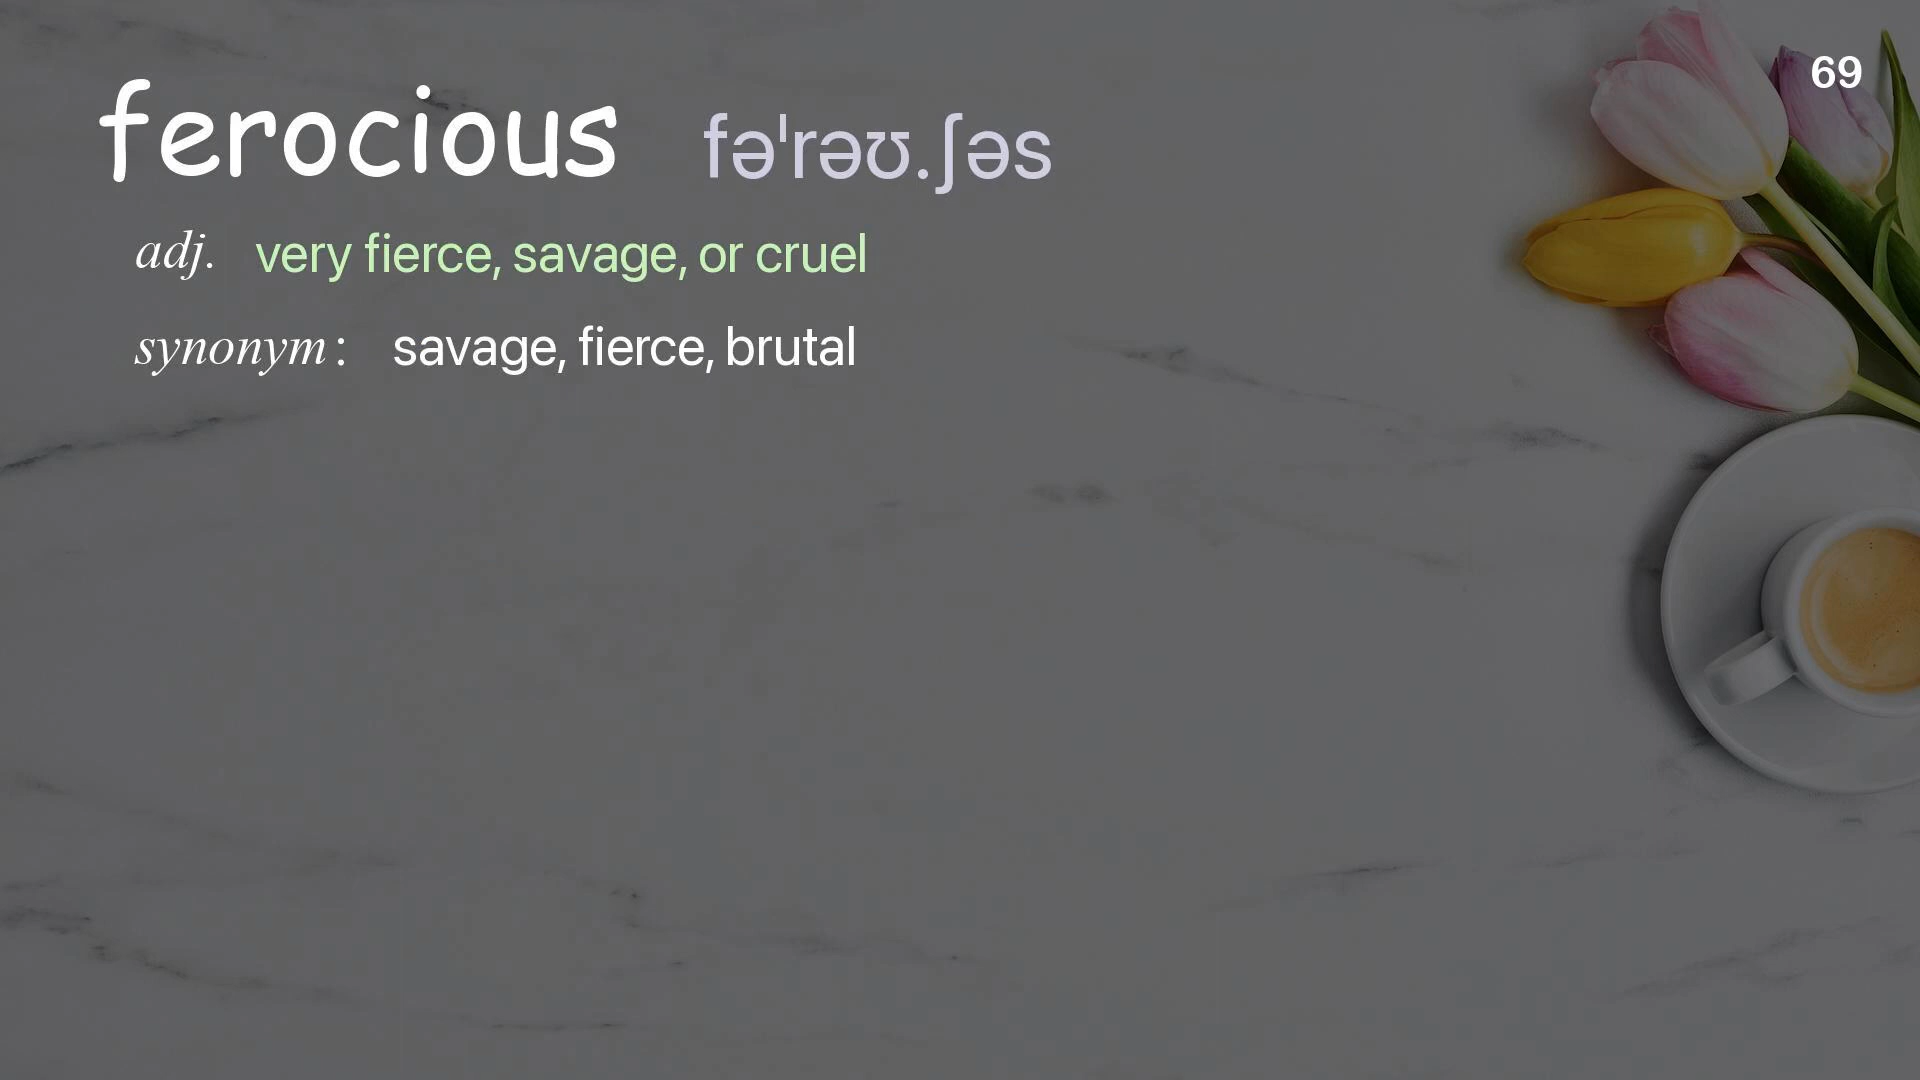 69
ferocious fəˈrəʊ.ʃəs
adj. very fierce, savage, or cruel
synonym: savage, fierce, brutal